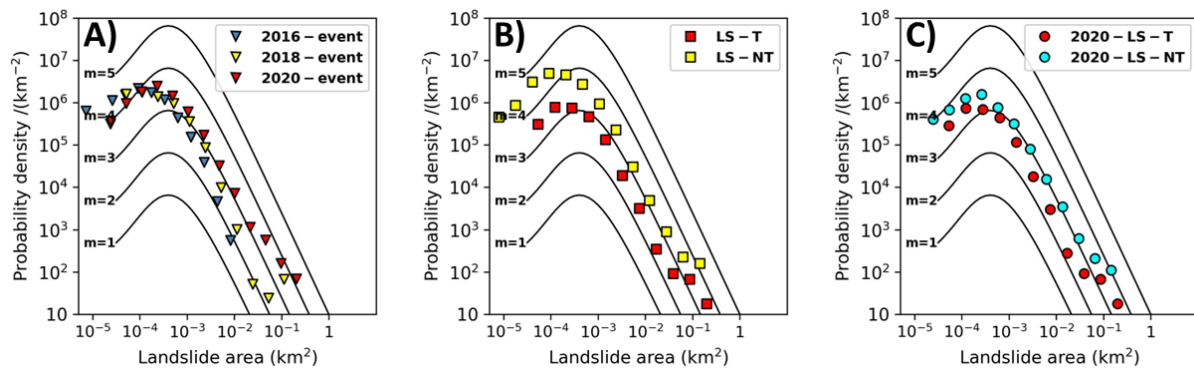 A)
Probability density /(km⁻²)
10⁸
10⁷
10⁶
10⁵
10⁴
10³
10²
10
2016 − event
2018 − event
2020 − event
m=5
m=4
m=3
m=2
m=1
10⁻⁵ 10⁻⁴ 10⁻³ 10⁻² 10⁻¹ 1
Landslide area (km²)
B)
Probability density /(km⁻²)
10⁸
10⁷
10⁶
10⁵
10⁴
10³
10²
10
LS − T
LS − NT
m=5
m=4
m=3
m=2
m=1
10⁻⁵ 10⁻⁴ 10⁻³ 10⁻² 10⁻¹ 1
Landslide area (km²)
C)
Probability density /(km⁻²)
10⁸
10⁷
10⁶
10⁵
10⁴
10³
10²
10
2020 − LS − T
2020 − LS − NT
m=5
m=4
m=3
m=2
m=1
10⁻⁵ 10⁻⁴ 10⁻³ 10⁻² 10⁻¹ 1
Landslide area (km²)